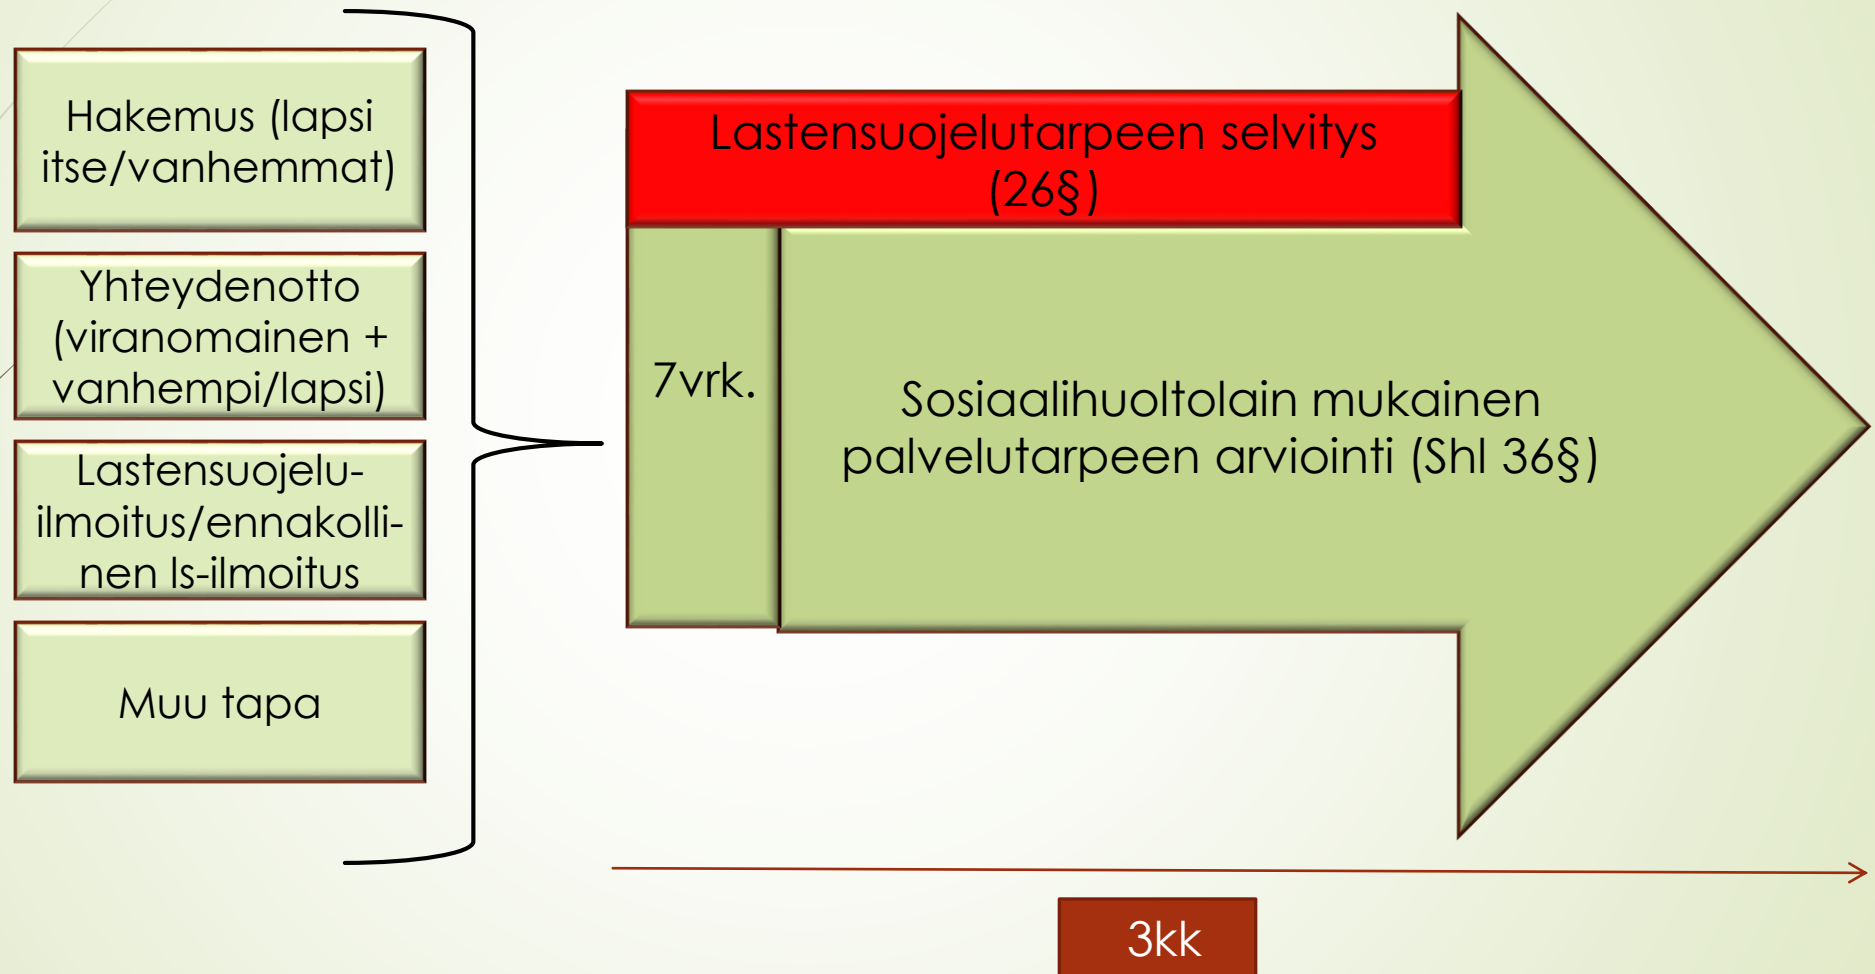 Hakemus (lapsi
itse/vanhemmat)
Yhteydenotto
(viranomainen +
vanhempi/lapsi)
Lastensuojelu-
ilmoitus/ennakolli-
nen ls-ilmoitus
Muu tapa
Lastensuojelutarpeen selvitys
(26§)
7vrk.
Sosiaalihuoltolain mukainen
palvelutarpeen arviointi (Shl 36§)
3kk